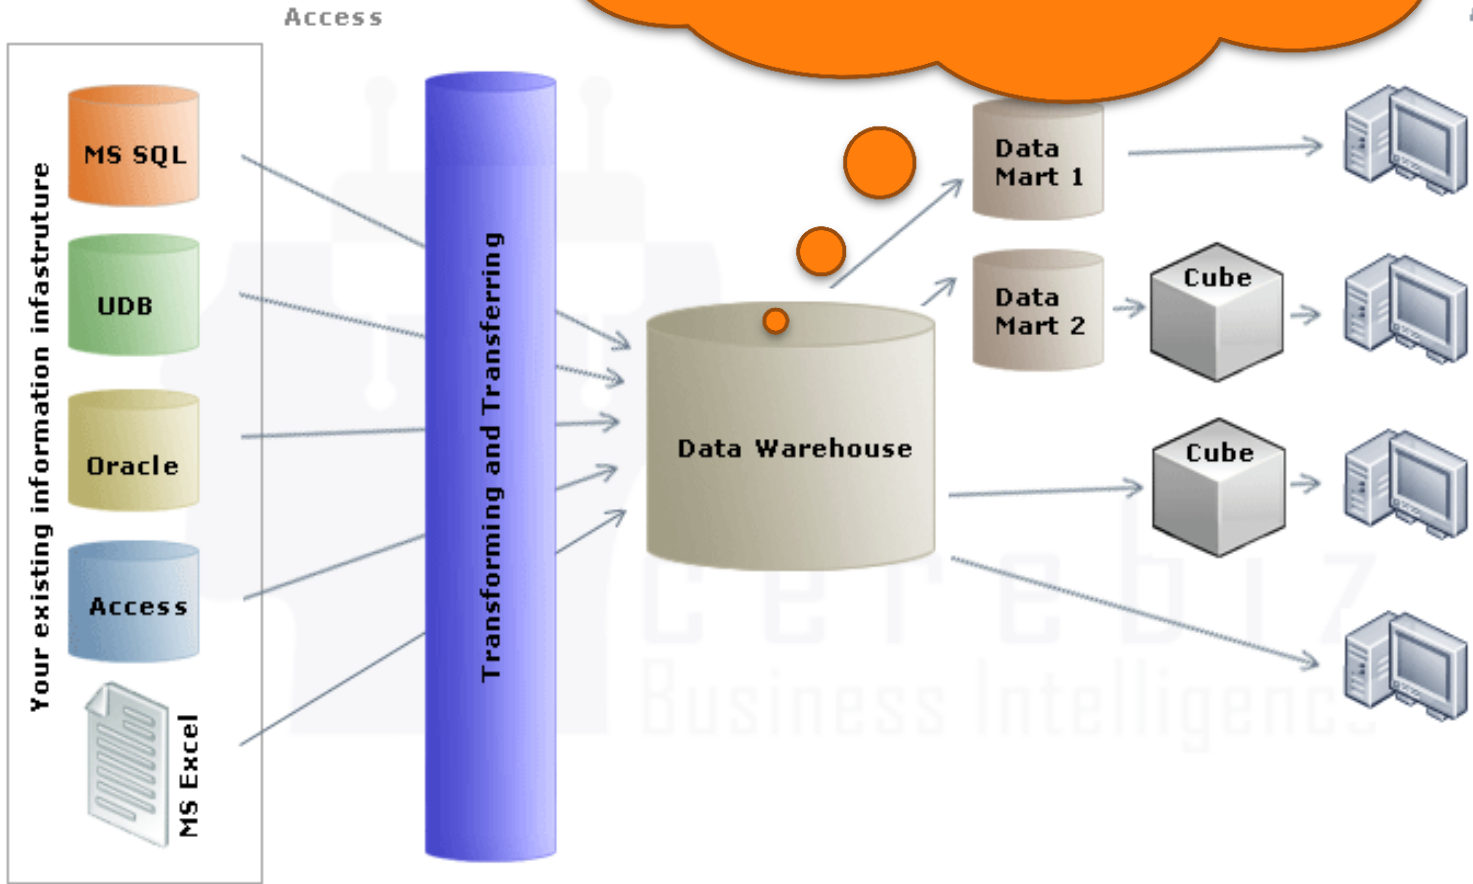 Access
Your existing information infastruture
MS SQL
UDB
Oracle
Access
MS Excel
Transforming and Transferring
Data Warehouse
Data
Mart 1
Data
Mart 2
Cube
Cube
cerebiz
Business Intelligence